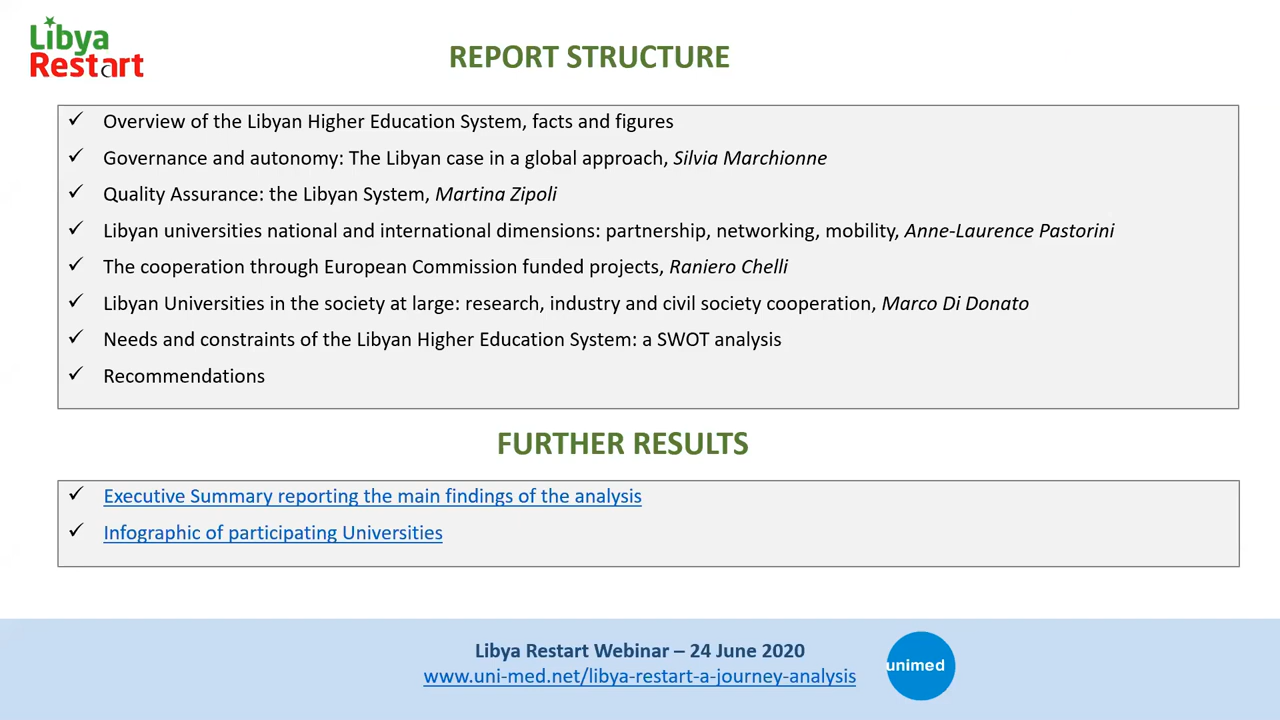 Libya
Restart
REPORT STRUCTURE
✓ Overview of the Libyan Higher Education System, facts and figures
✓ Governance and autonomy: The Libyan case in a global approach, Silvia Marchionne
✓ Quality Assurance: the Libyan System, Martina Zipoli
✓ Libyan universities national and international dimensions: partnership, networking, mobility, Anne-Laurence Pastorini
✓ The cooperation through European Commission funded projects, Raniero Chelli
✓ Libyan Universities in the society at large: research, industry and civil society cooperation, Marco Di Donato
✓ Needs and constraints of the Libyan Higher Education System: a SWOT analysis
✓ Recommendations
FURTHER RESULTS
✓ Executive Summary reporting the main findings of the analysis
✓ Infographic of participating Universities
Libya Restart Webinar – 24 June 2020
www.uni-med.net/libya-restart-a-journey-analysis
unimed